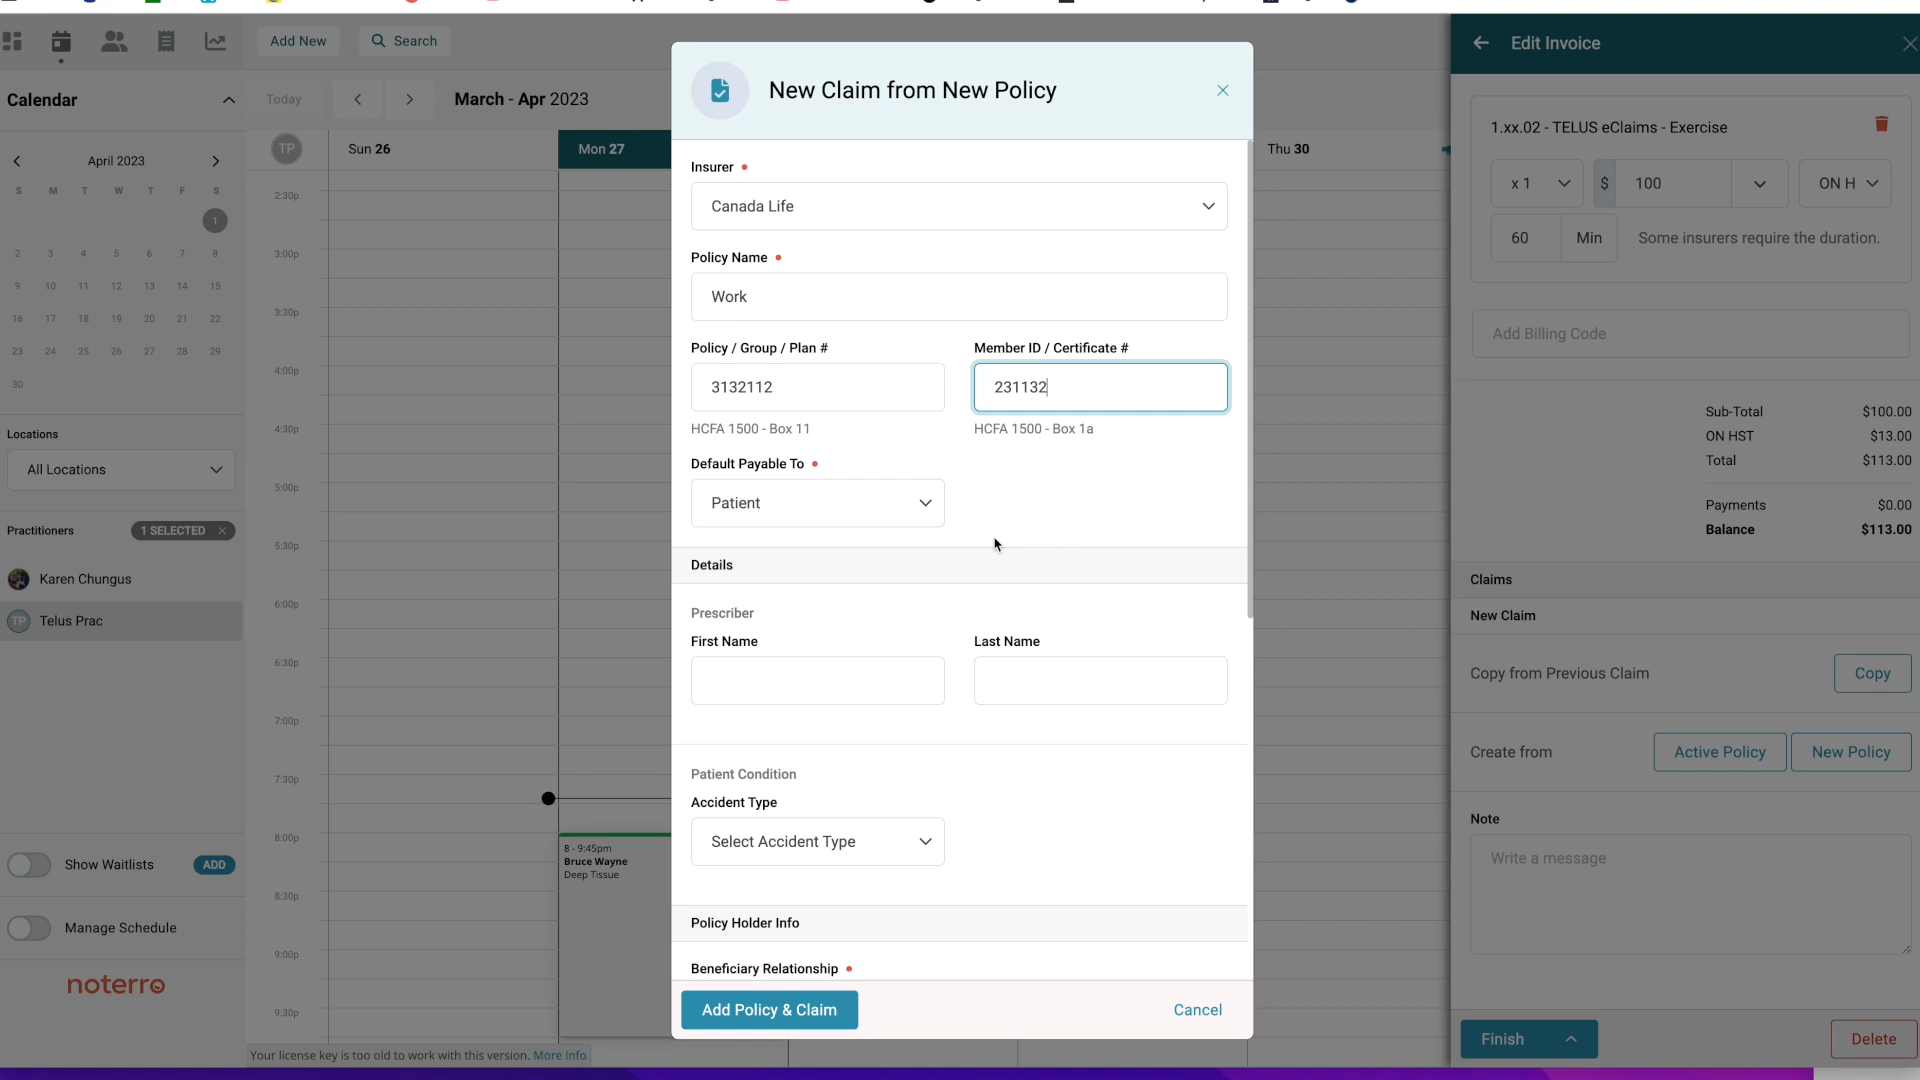 Add New
Search
Edit Invoice
Calendar
Today
March - Apr 2023
New Claim from New Policy
1.xx.02 - TELUS eClaims - Exercise
TP
Sun 26
Mon 27
Thu 30
April 2023
S M T W T F S
1
2 3 4 5 6 7 8
9 10 11 12 13 14 15
16 17 18 19 20 21 22
23 24 25 26 27 28 29
30
Locations
All Locations
Practitioners
1 SELECTED ×
Karen Chungus
TP Telus Prac
Show Waitlists
ADD
Manage Schedule
noterro
2:30p
3:00p
3:30p
4:00p
4:30p
5:00p
5:30p
6:00p
6:30p
7:00p
7:30p
8:00p
8:30p
9:00p
9:30p
8 - 9:45pm
Bruce Wayne
Deep Tissue
Your license key is too old to work with this version. More Info
Insurer
Canada Life
Policy Name
Work
Policy / Group / Plan #
Member ID / Certificate #
3132112
231132
HCFA 1500 - Box 11
HCFA 1500 - Box 1a
Default Payable To
Patient
Details
Prescriber
First Name
Last Name
Patient Condition
Accident Type
Select Accident Type
Policy Holder Info
Beneficiary Relationship
Add Policy & Claim
Cancel
x 1
$ 100
ON H
60 Min
Some insurers require the duration.
Add Billing Code
Sub-Total $100.00
ON HST $13.00
Total $113.00
Payments $0.00
Balance $113.00
Claims
New Claim
Copy from Previous Claim
Copy
Create from
Active Policy
New Policy
Note
Write a message
Finish
Delete